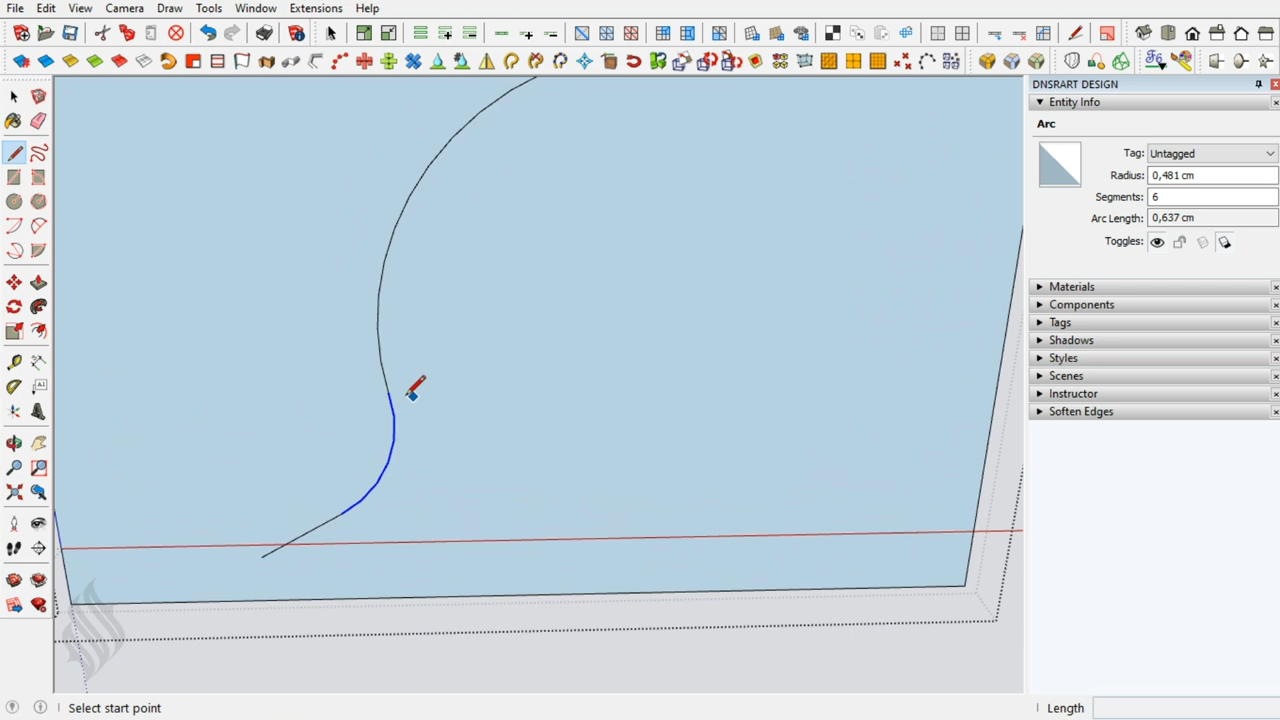 File Edit View Camera Draw Tools Window Extensions Help
DNSRART DESIGN
Entity Info
Arc
Tag: Untagged
Radius: 0,481 cm
Segments: 6
Arc Length: 0,637 cm
Toggles:
Materials
Components
Tags
Shadows
Styles
Scenes
Instructor
Soften Edges
Select start point
Length